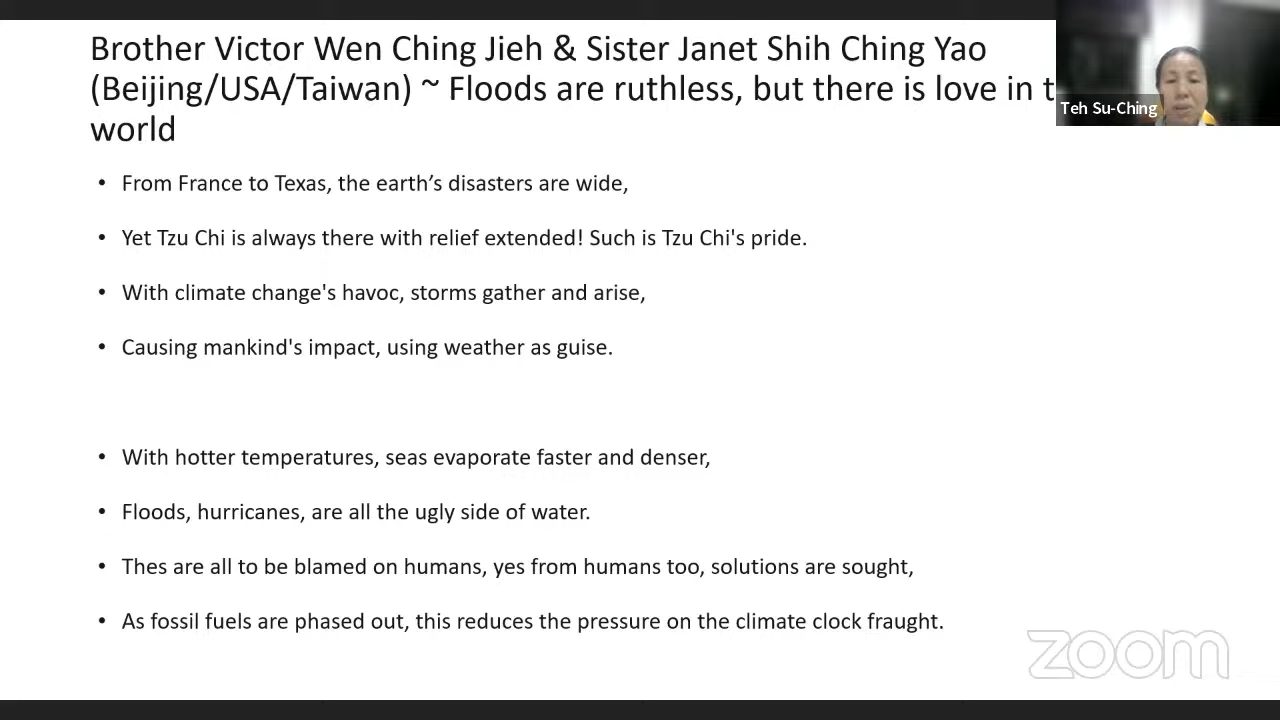 Brother Victor Wen Ching Jieh & Sister Janet Shih Ching Yao
(Beijing/USA/Taiwan) ~ Floods are ruthless, but there is love in t
world
Teh Su-Ching
• From France to Texas, the earth’s disasters are wide,
• Yet Tzu Chi is always there with relief extended! Such is Tzu Chi's pride.
• With climate change's havoc, storms gather and arise,
• Causing mankind's impact, using weather as guise.
• With hotter temperatures, seas evaporate faster and denser,
• Floods, hurricanes, are all the ugly side of water.
• Thes are all to be blamed on humans, yes from humans too, solutions are sought,
• As fossil fuels are phased out, this reduces the pressure on the climate clock fraught.
zoom